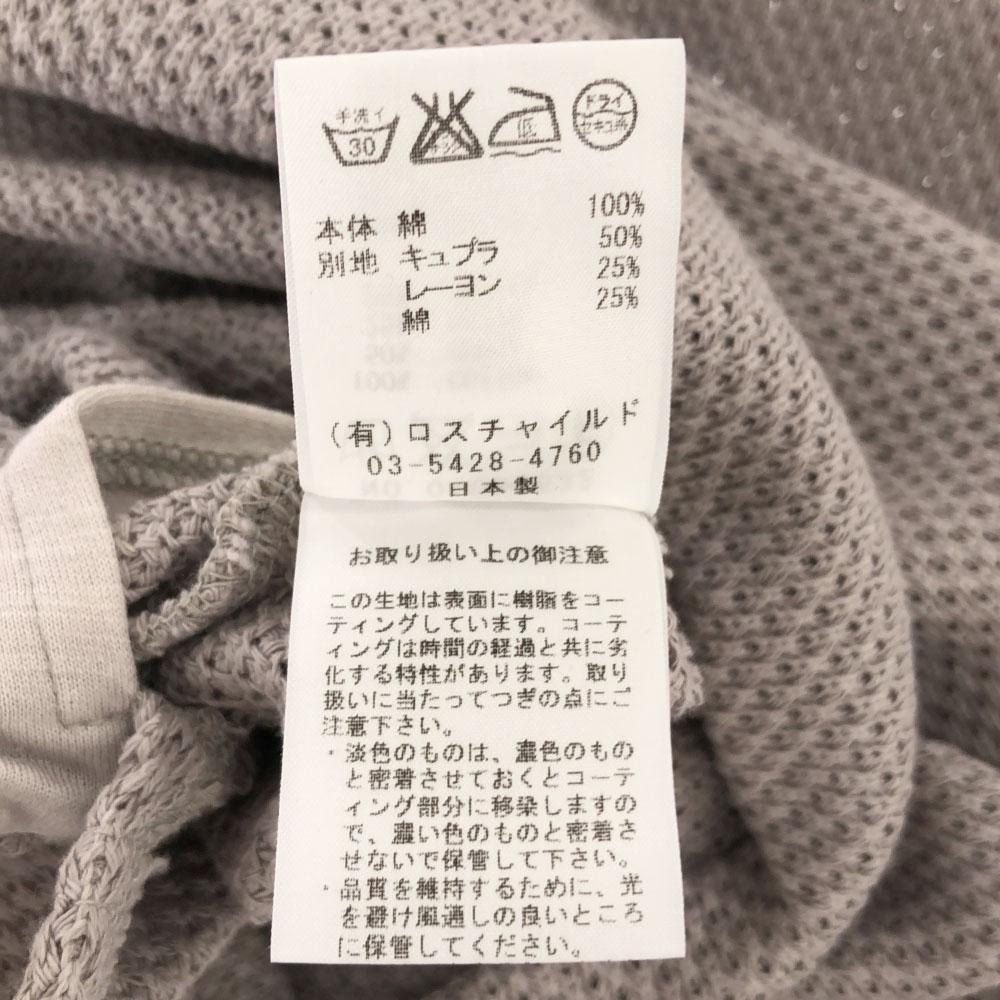 手洗イ
30
エンソ
サラシ
低
ドライ
セキユ系
本体 綿 100%
別地 キュプラ 50%
レーヨン 25%
綿 25%
(有)ロスチャイルド
03-5428-4760
日本製
お取り扱い上の御注意
この生地は表面に樹脂をコー
ティングしています。コーテ
ィングは時間の経過と共に劣
化する特性があります。取り
扱いに当たってつぎの点にご
注意下さい。
・淡色のものは、濃色のもの
と密着させておくとコーテ
ィング部分に移染しますの
で、濃い色のものと密着さ
せないで保管して下さい。
・品質を維持するために、光
を避け風通しの良いところ
に保管してください。